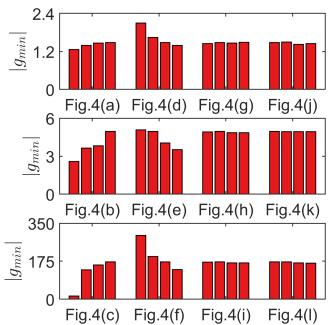 2.4
|g_min|
1.2
0
Fig.4(a) Fig.4(d) Fig.4(g) Fig.4(j)
6
|g_min|
3
0
Fig.4(b) Fig.4(e) Fig.4(h) Fig.4(k)
350
|g_min|
175
0
Fig.4(c) Fig.4(f) Fig.4(i) Fig.4(l)